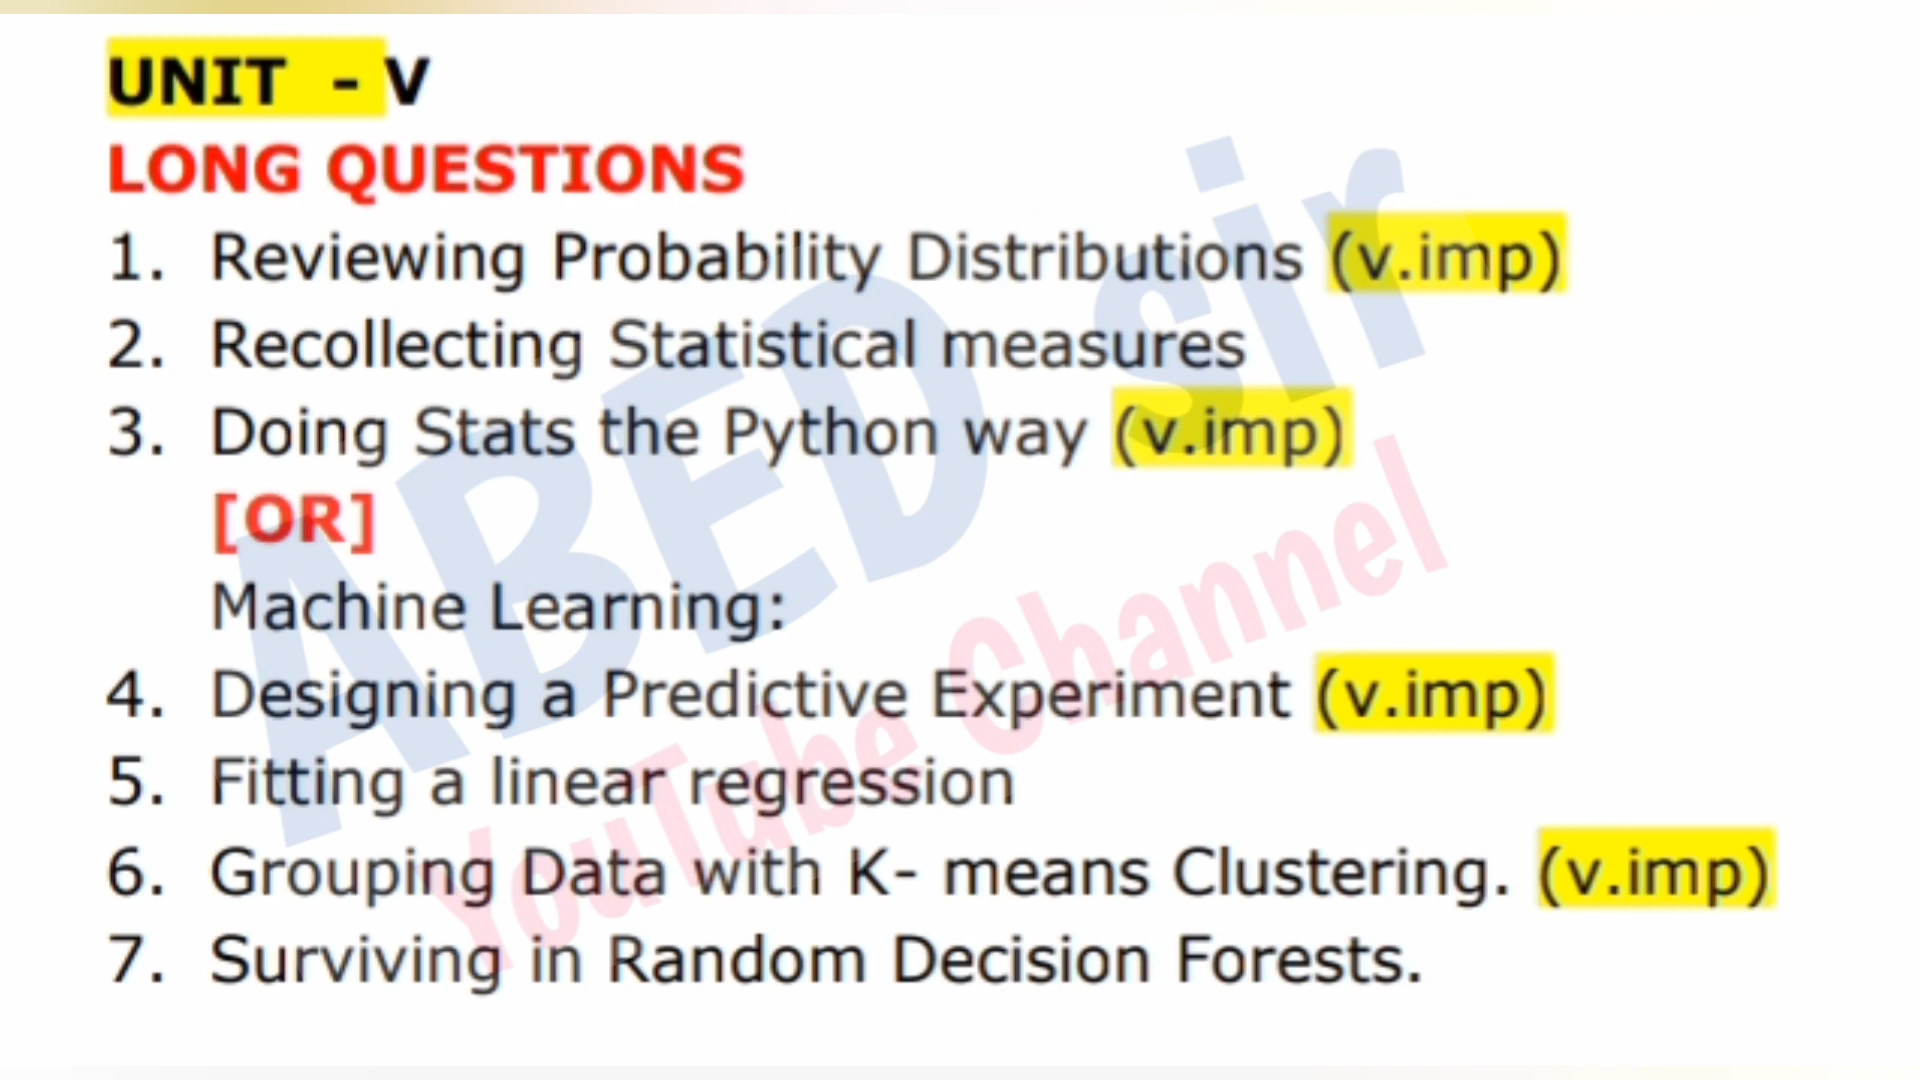 UNIT - V
LONG QUESTIONS
1. Reviewing Probability Distributions (v.imp)
2. Recollecting Statistical measures
3. Doing Stats the Python way (v.imp)
[OR]
Machine Learning:
4. Designing a Predictive Experiment (v.imp)
5. Fitting a linear regression
6. Grouping Data with K- means Clustering. (v.imp)
7. Surviving in Random Decision Forests.
ABED sir
YouTube Channel